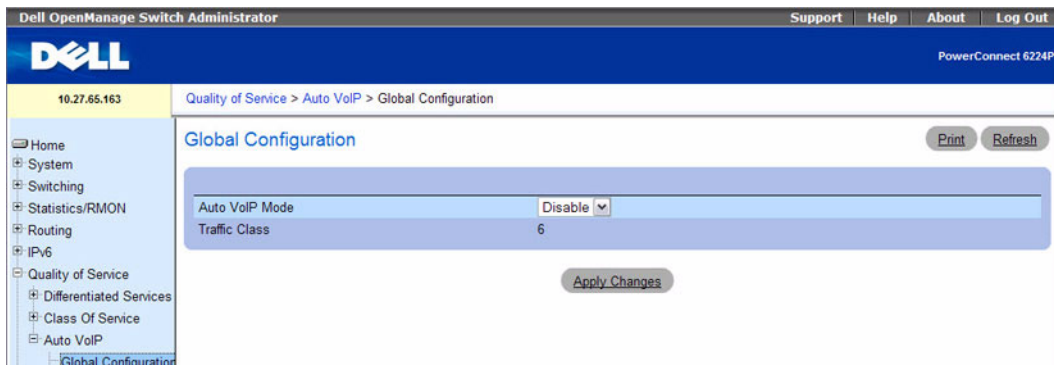 Dell OpenManage Switch Administrator
Support Help About Log Out
DELL
PowerConnect 6224P
10.27.65.163
Quality of Service > Auto VoIP > Global Configuration
Home
System
Switching
Statistics/RMON
Routing
IPv6
Quality of Service
Differentiated Services
Class Of Service
Auto VoIP
Global Configuration
Global Configuration
Print Refresh
Auto VoIP Mode Disable
Traffic Class 6
Apply Changes